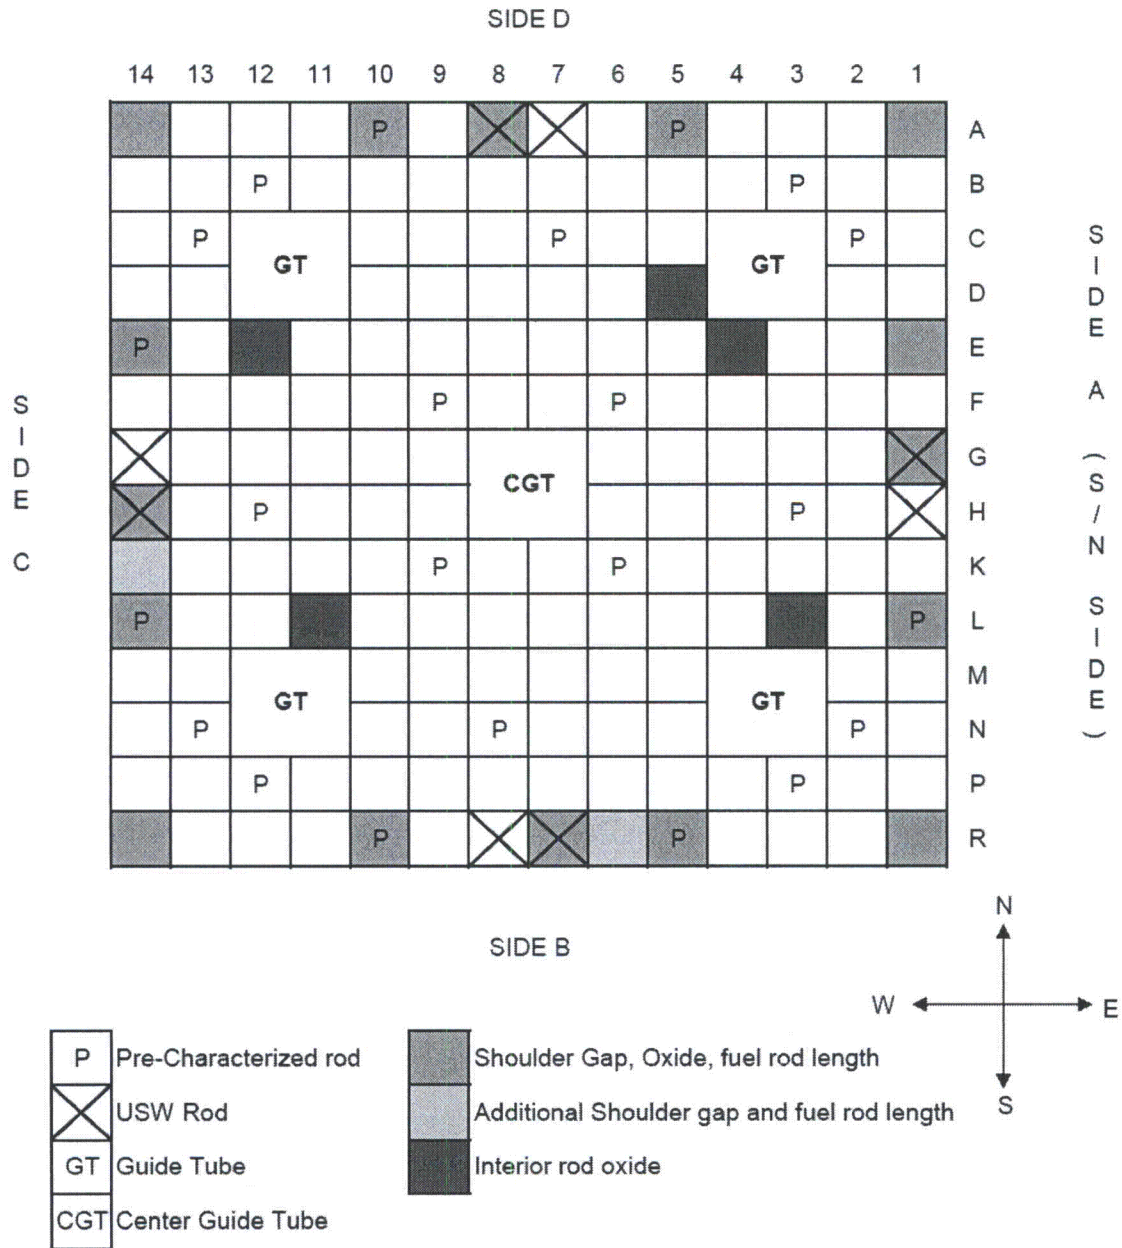 SIDE D
14 13 12 11 10 9 8 7 6 5 4 3 2 1
P P A
P P B
P P P C
GT GT
D
P E
P P F
G
CGT
P P H
P P K
P P L
M
GT GT
P P P N
P P P
P P R
SIDE C
SIDE A (S/N SIDE)
SIDE B
N
W E
S
P Pre-Characterized rod
USW Rod
GT Guide Tube
CGT Center Guide Tube
Shoulder Gap, Oxide, fuel rod length
Additional Shoulder gap and fuel rod length
Interior rod oxide